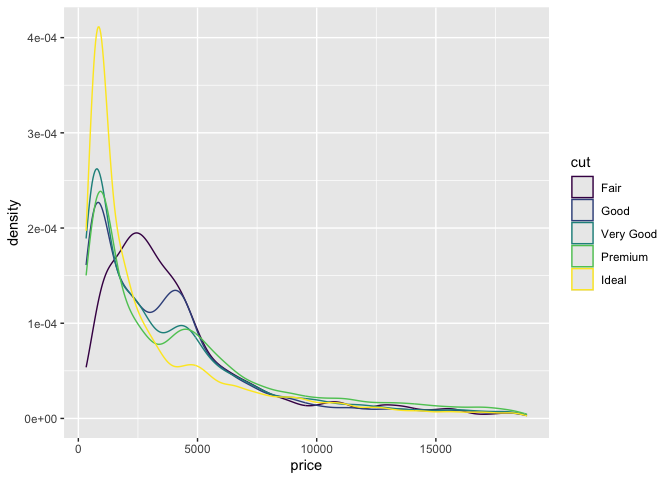 4e-04
3e-04
2e-04
1e-04
0e+00
density
0
5000
10000
15000
price
cut
Fair
Good
Very Good
Premium
Ideal